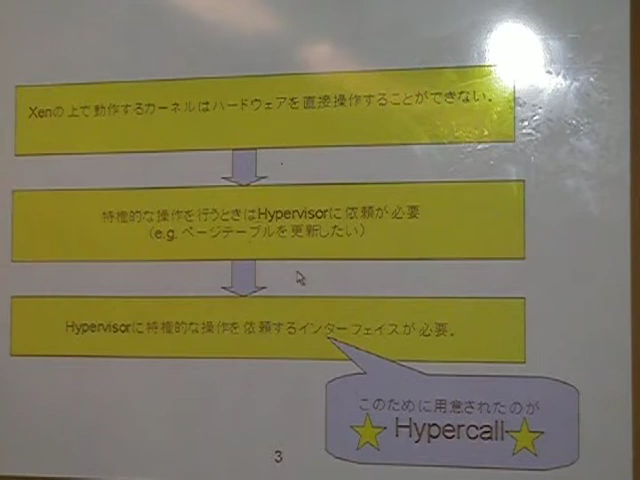 Xenの上で動作するカーネルはハードウェアを直接操作することができない。
特権的な操作を行うときはHypervisorに依頼が必要
（e.g. ページテーブルを更新したい）
Hypervisorに特権的な操作を依頼するインターフェイスが必要。
このために用意されたのが
Hypercall
3